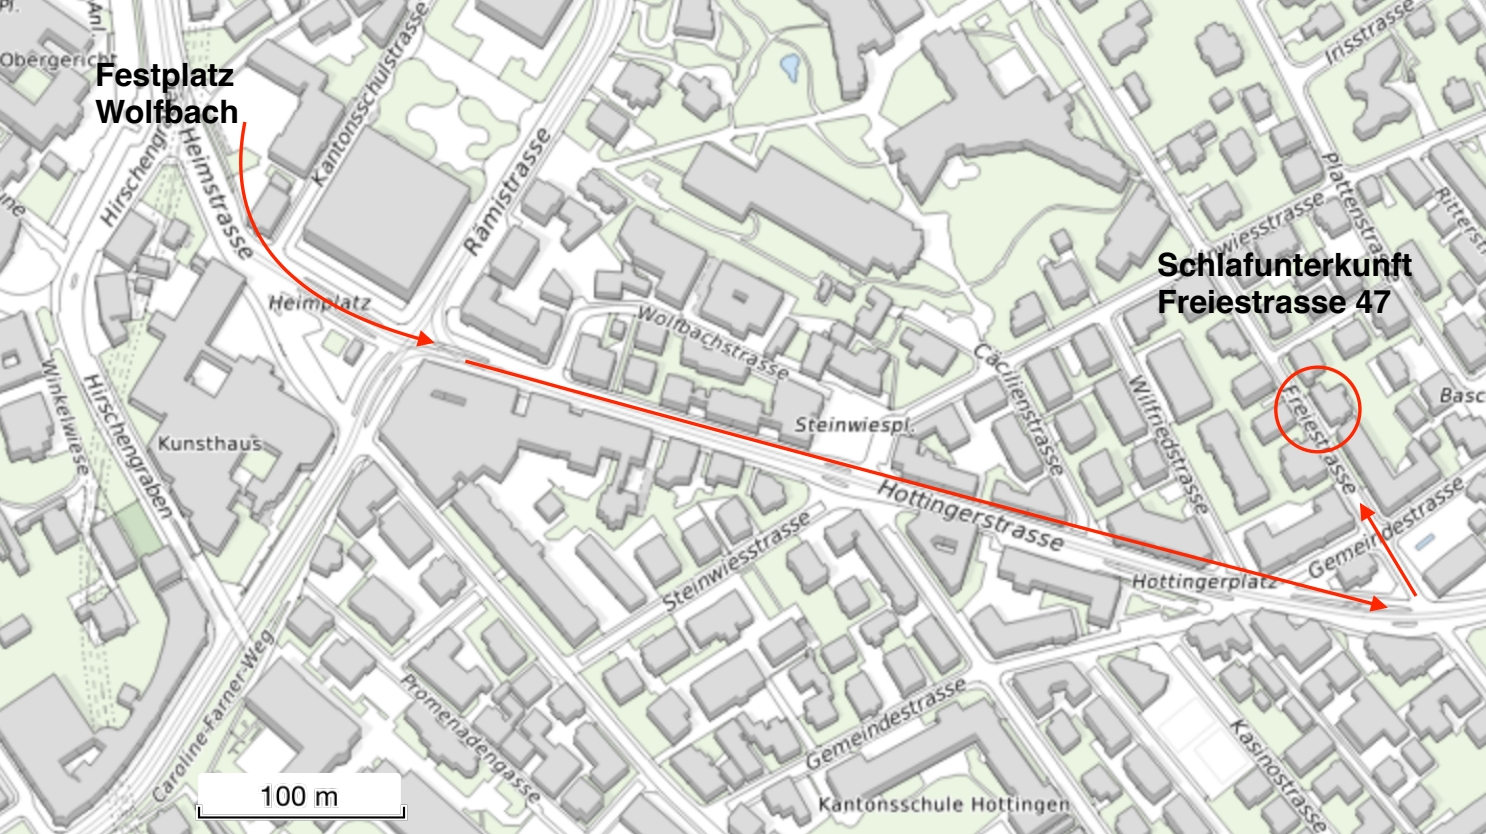 Obergericht
Festplatz
Wolfbach
Kantonsschulstrasse
Heimstrasse
Rämistrasse
Irisstrasse
Plattenstrasse
Schlafunterkunft
Freiestrasse 47
Heimplatz
Wolfbachstrasse
Cäcilienstrasse
Wilfriedstrasse
Freiestrasse
Winkelwiese
Hirschengraben
Kunsthaus
Steinwiespl.
Hottingerstrasse
Gemeindestrasse
Steinwiesstrasse
Hottingerplatz
Caroline-Farner-Weg
Promenadengasse
Gemeindestrasse
Kasinostrasse
100 m
Kantonsschule Hottingen